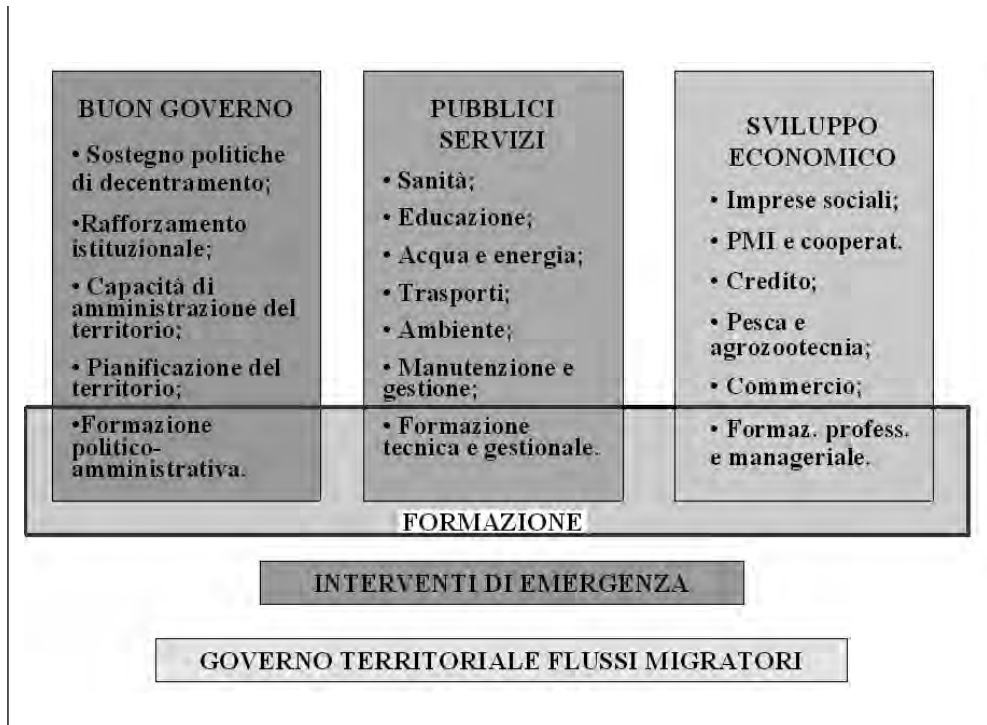 BUON GOVERNO
• Sostegno politiche
di decentramento;
•Rafforzamento
istituzionale;
• Capacità di
amministrazione del
territorio;
• Pianificazione del
territorio;
•Formazione
politico-
amministrativa.
PUBBLICI
SERVIZI
• Sanità;
• Educazione;
• Acqua e energia;
• Trasporti;
• Ambiente;
• Manutenzione e
gestione;
• Formazione
tecnica e gestionale.
SVILUPPO
ECONOMICO
• Imprese sociali;
• PMI e cooperat.
• Credito;
• Pesca e
agrozootecnia;
• Commercio;
• Formaz. profess.
e manageriale.
FORMAZIONE
INTERVENTI DI EMERGENZA
GOVERNO TERRITORIALE FLUSSI MIGRATORI